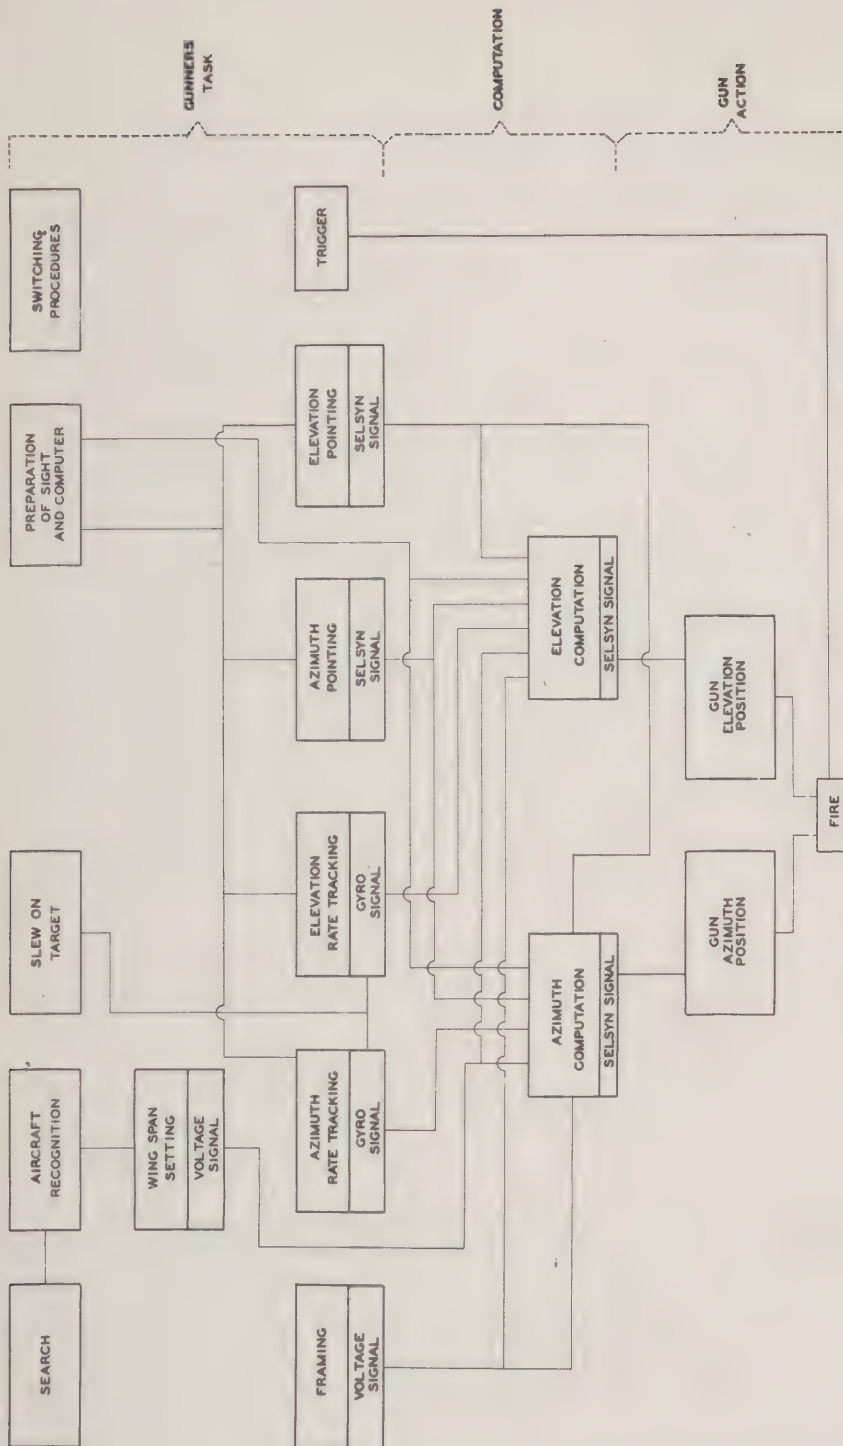 SEARCH
AIRCRAFT
RECOGNITION
SLEW ON
TARGET
PREPARATION
OF SIGHT
AND COMPUTER
SWITCHING
PROCEDURES
WING SPAN
SETTING
VOLTAGE
SIGNAL
GUNNERS
TASK
FRAMING
VOLTAGE
SIGNAL
AZIMUTH
RATE TRACKING
GYRO
SIGNAL
ELEVATION
RATE TRACKING
GYRO
SIGNAL
AZIMUTH
POINTING
SELSYN
SIGNAL
ELEVATION
POINTING
SELSYN
SIGNAL
TRIGGER
COMPUTATION
AZIMUTH
COMPUTATION
SELSYN SIGNAL
ELEVATION
COMPUTATION
SELSYN SIGNAL
GUN
AZIMUTH
POSITION
GUN
ELEVATION
POSITION
GUN
ACTION
FIRE